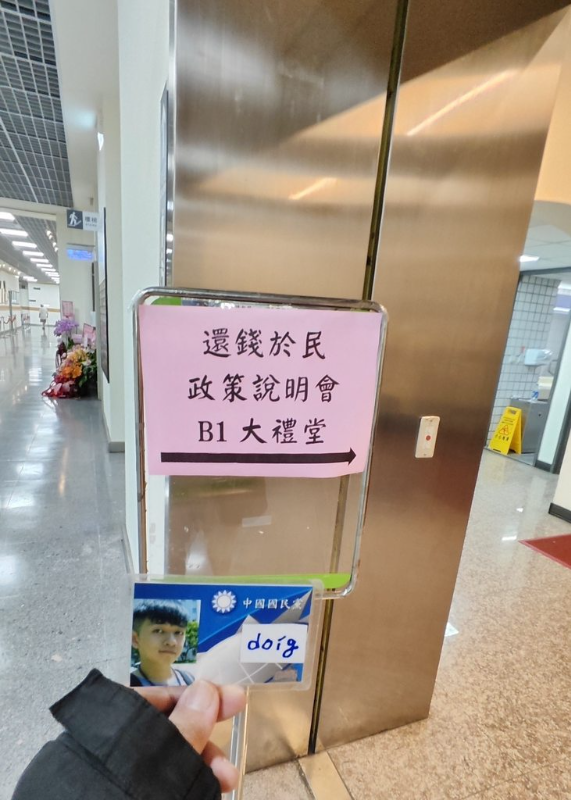 還錢於民
政策說明會
B1 大禮堂
中國國民黨
doig